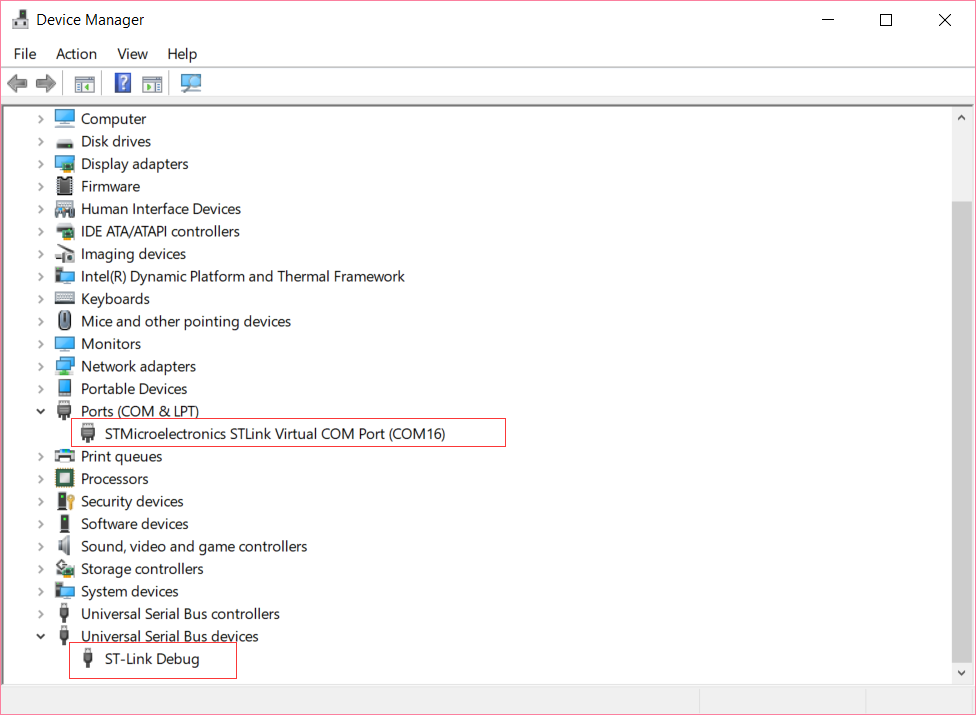 Device Manager
File Action View Help
?
Computer
Disk drives
Display adapters
Firmware
Human Interface Devices
IDE ATA/ATAPI controllers
Imaging devices
Intel(R) Dynamic Platform and Thermal Framework
Keyboards
Mice and other pointing devices
Monitors
Network adapters
Portable Devices
Ports (COM & LPT)
STMicroelectronics STLink Virtual COM Port (COM16)
Print queues
Processors
Security devices
Software devices
Sound, video and game controllers
Storage controllers
System devices
Universal Serial Bus controllers
Universal Serial Bus devices
ST-Link Debug